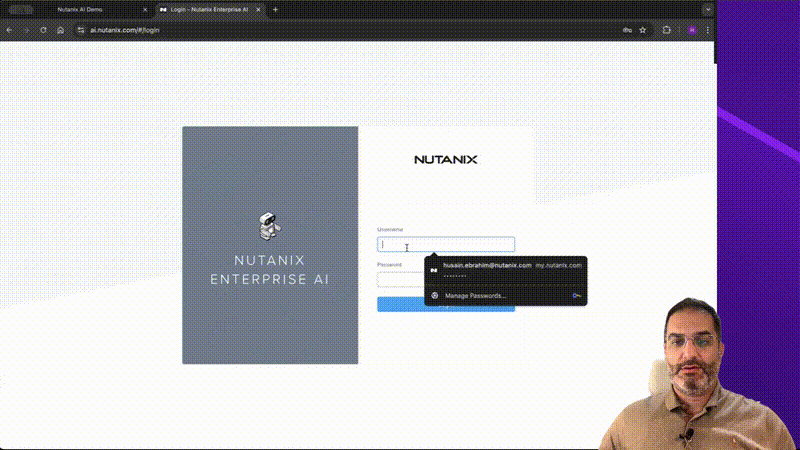 Nutanix AI Demo
Login - Nutanix Enterprise AI
ai.nutanix.com/#/login
H
NUTANIX
NUTANIX
ENTERPRISE AI
Username
Password
husain.ebrahim@nutanix.com my.nutanix.com
••••••••
Manage Passwords...